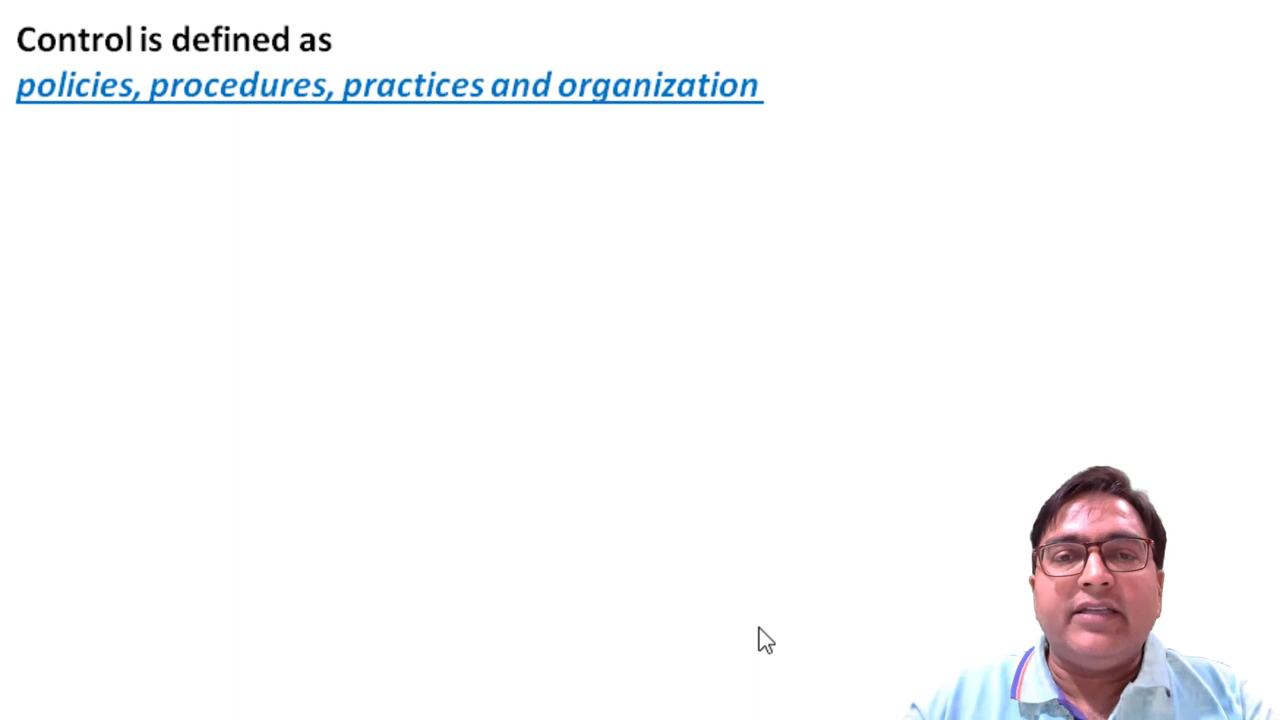 Control is defined as
policies, procedures, practices and organization